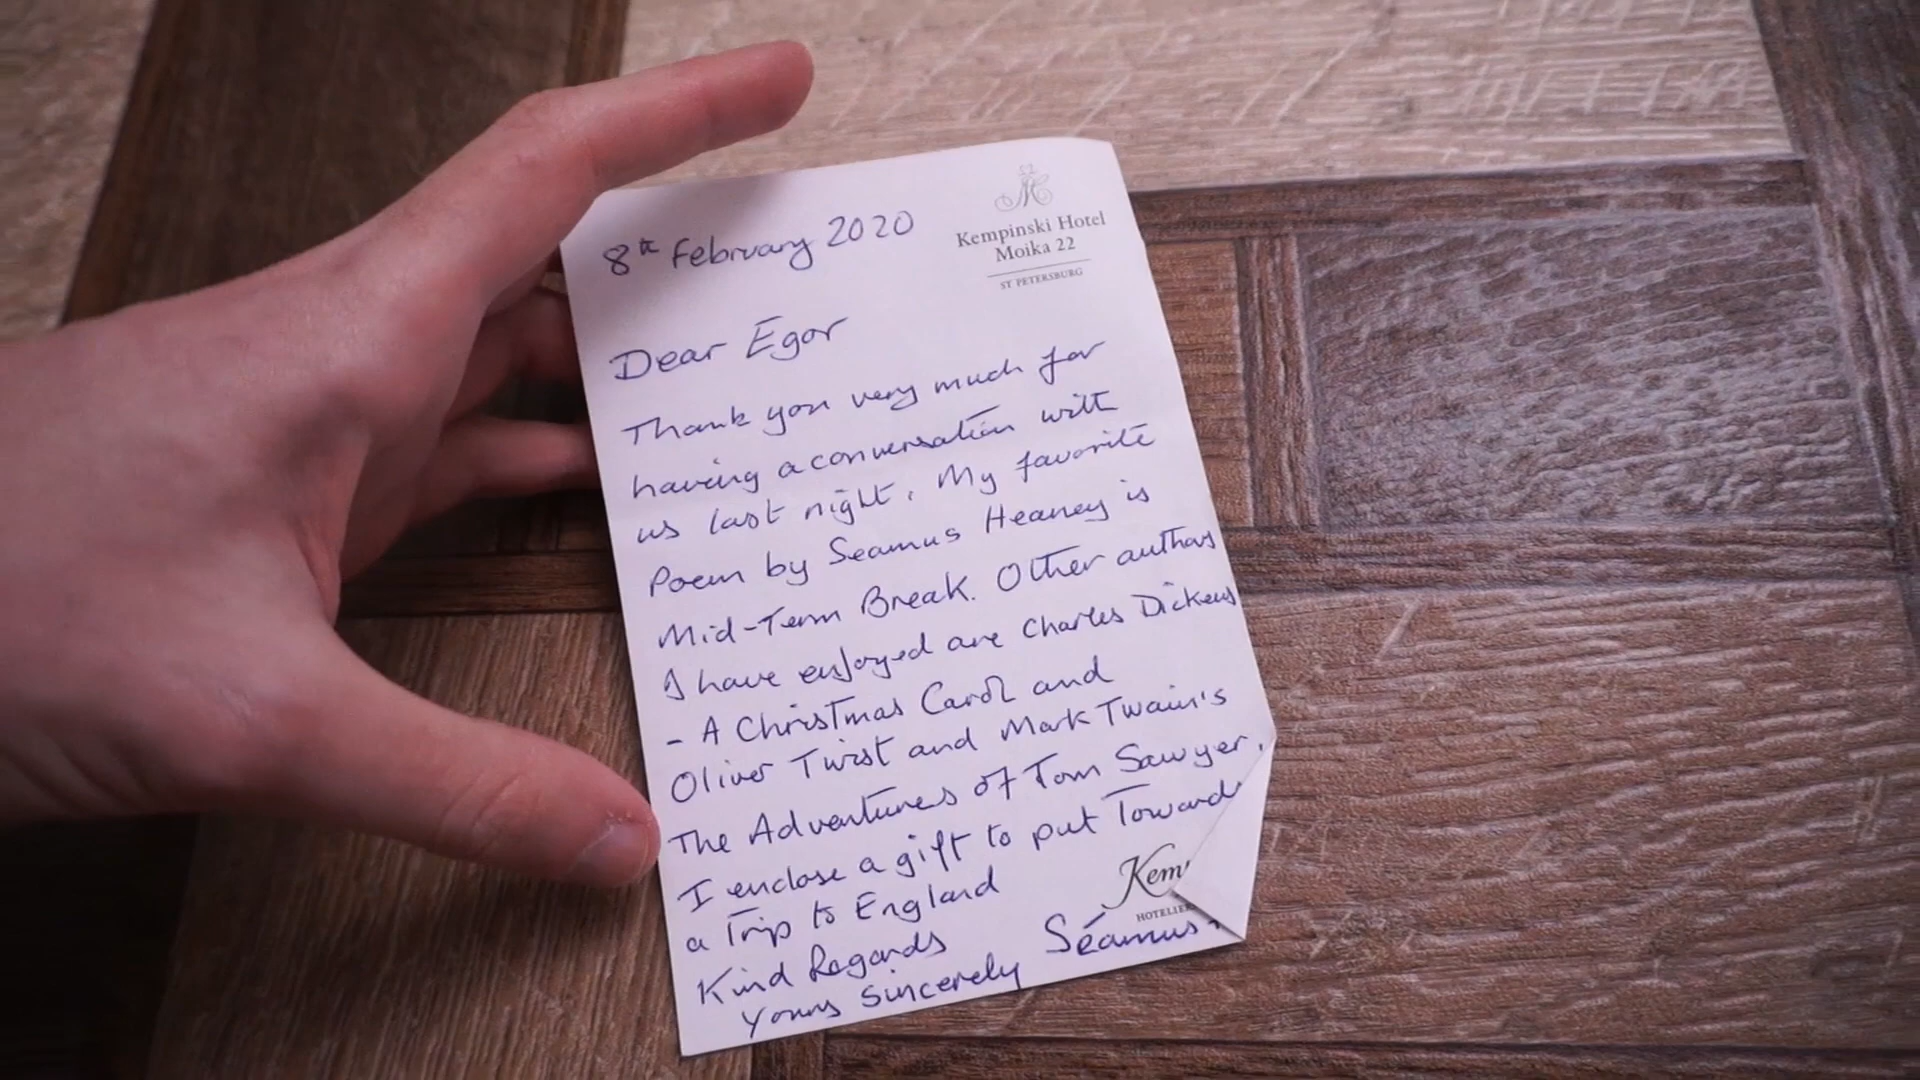 8th February 2020
Kempinski Hotel
Moika 22
ST PETERSBURG
Dear Egor
Thank you very much for
having a conversation with
us last night. My favorite
Poem by Seamus Heaney is
Mid-Term Break. Other authors
I have enjoyed are Charles Dickens
- A Christmas Carol and
Oliver Twist and Mark Twain's
The Adventures of Tom Sawyer.
I enclose a gift to put Towards
a Trip to England
Kem
HOTELIE
Kind Regards
Yours Sincerely Séamus